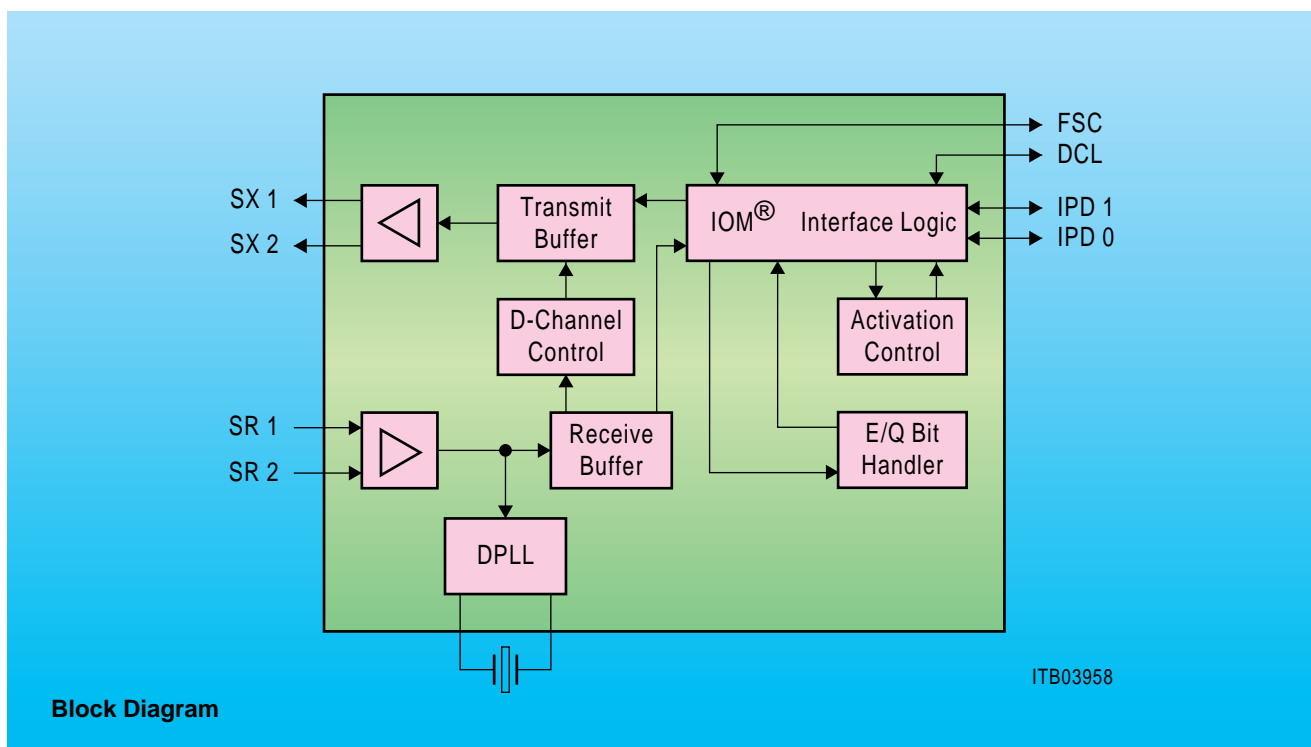 FSC
DCL
SX 1
SX 2
Transmit
Buffer
IOM® Interface Logic
IPD 1
IPD 0
D-Channel
Control
Activation
Control
SR 1
SR 2
Receive
Buffer
E/Q Bit
Handler
DPLL
ITB03958
Block Diagram